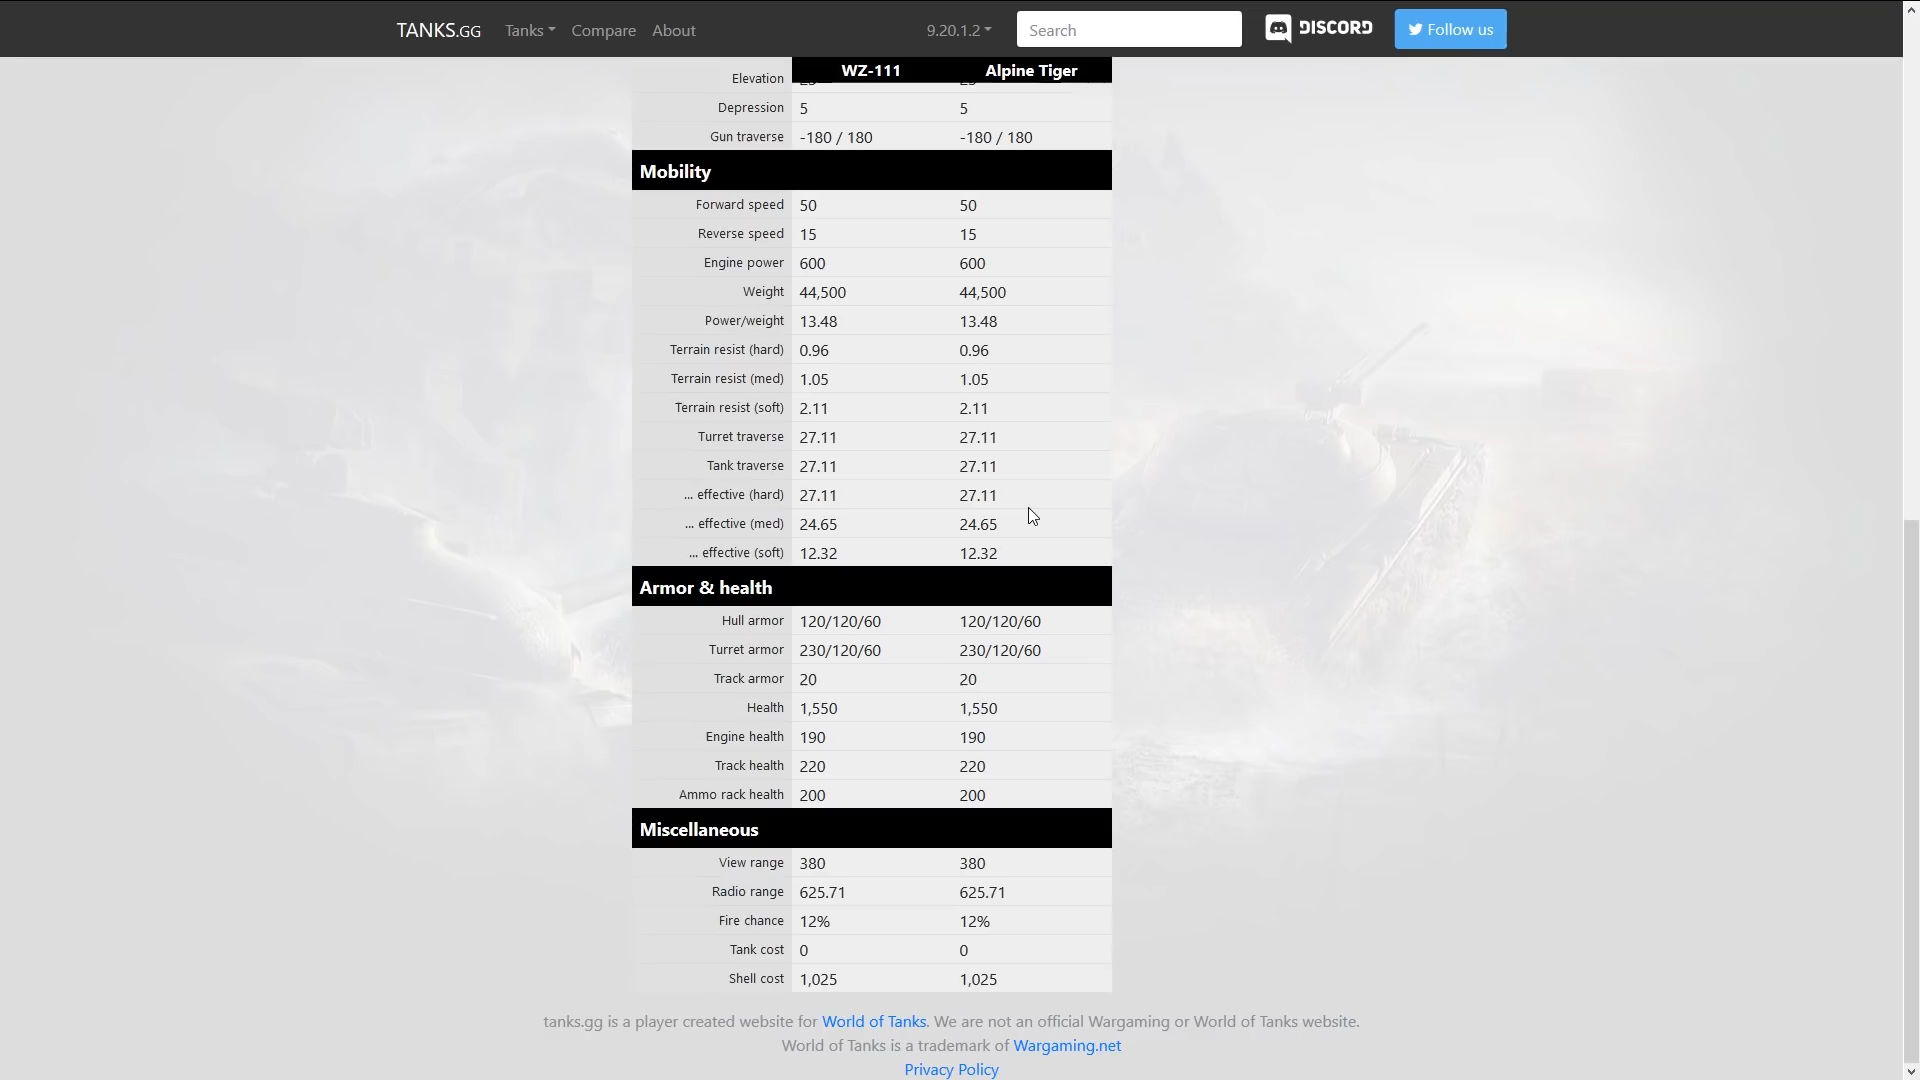 TANKS.GG Tanks Compare About 9.20.1.2 Search DISCORD Follow us
WZ-111 Alpine Tiger
Elevation
Depression 5 5
Gun traverse -180 / 180 -180 / 180
Mobility
Forward speed 50 50
Reverse speed 15 15
Engine power 600 600
Weight 44,500 44,500
Power/weight 13.48 13.48
Terrain resist (hard) 0.96 0.96
Terrain resist (med) 1.05 1.05
Terrain resist (soft) 2.11 2.11
Turret traverse 27.11 27.11
Tank traverse 27.11 27.11
... effective (hard) 27.11 27.11
... effective (med) 24.65 24.65
... effective (soft) 12.32 12.32
Armor & health
Hull armor 120/120/60 120/120/60
Turret armor 230/120/60 230/120/60
Track armor 20 20
Health 1,550 1,550
Engine health 190 190
Track health 220 220
Ammo rack health 200 200
Miscellaneous
View range 380 380
Radio range 625.71 625.71
Fire chance 12% 12%
Tank cost 0 0
Shell cost 1,025 1,025
tanks.gg is a player created website for World of Tanks. We are not an official Wargaming or World of Tanks website.
World of Tanks is a trademark of Wargaming.net
Privacy Policy